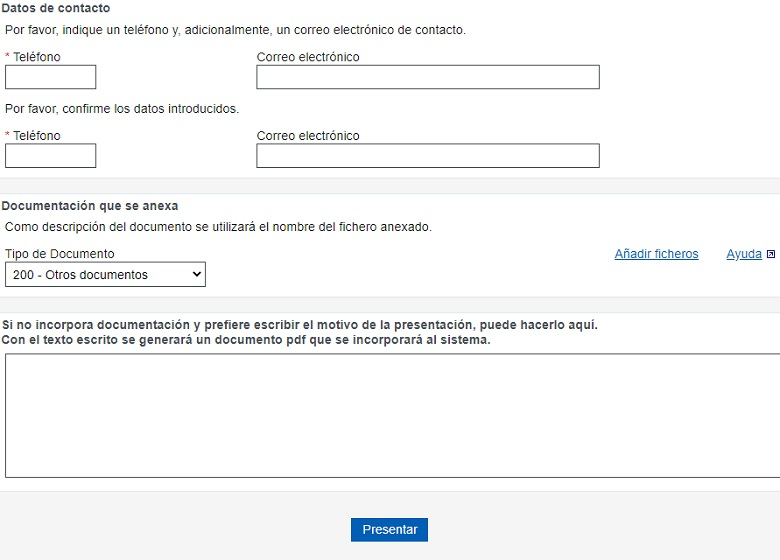 Datos de contacto
Por favor, indique un teléfono y, adicionalmente, un correo electrónico de contacto.
* Teléfono Correo electrónico
Por favor, confirme los datos introducidos.
* Teléfono Correo electrónico
Documentación que se anexa
Como descripción del documento se utilizará el nombre del fichero anexado.
Tipo de Documento Añadir ficheros Ayuda
200 - Otros documentos
Si no incorpora documentación y prefiere escribir el motivo de la presentación, puede hacerlo aquí.
Con el texto escrito se generará un documento pdf que se incorporará al sistema.
Presentar